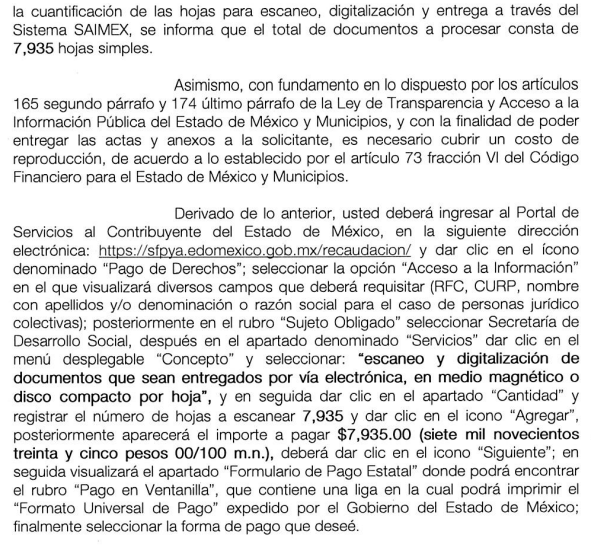 la cuantificación de las hojas para escaneo, digitalización y entrega a través del
Sistema SAIMEX, se informa que el total de documentos a procesar consta de
7,935 hojas simples.
Asimismo, con fundamento en lo dispuesto por los artículos
165 segundo párrafo y 174 último párrafo de la Ley de Transparencia y Acceso a la
Información Pública del Estado de México y Municipios, y con la finalidad de poder
entregar las actas y anexos a la solicitante, es necesario cubrir un costo de
reproducción, de acuerdo a lo establecido por el artículo 73 fracción VI del Código
Financiero para el Estado de México y Municipios.
Derivado de lo anterior, usted deberá ingresar al Portal de
Servicios al Contribuyente del Estado de México, en la siguiente dirección
electrónica: https://sfpya.edomexico.gob.mx/recaudacion/ y dar clic en el ícono
denominado “Pago de Derechos”; seleccionar la opción “Acceso a la Información”
en el que visualizará diversos campos que deberá requisitar (RFC, CURP, nombre
con apellidos y/o denominación o razón social para el caso de personas jurídico
colectivas); posteriormente en el rubro “Sujeto Obligado” seleccionar Secretaría de
Desarrollo Social, después en el apartado denominado “Servicios” dar clic en el
menú desplegable “Concepto” y seleccionar: “escaneo y digitalización de
documentos que sean entregados por vía electrónica, en medio magnético o
disco compacto por hoja”, y en seguida dar clic en el apartado “Cantidad” y
registrar el número de hojas a escanear 7,935 y dar clic en el icono “Agregar”,
posteriormente aparecerá el importe a pagar $7,935.00 (siete mil novecientos
treinta y cinco pesos 00/100 m.n.), deberá dar clic en el icono “Siguiente”; en
seguida visualizará el apartado “Formulario de Pago Estatal” donde podrá encontrar
el rubro “Pago en Ventanilla”, que contiene una liga en la cual podrá imprimir el
“Formato Universal de Pago” expedido por el Gobierno del Estado de México;
finalmente seleccionar la forma de pago que deseé.